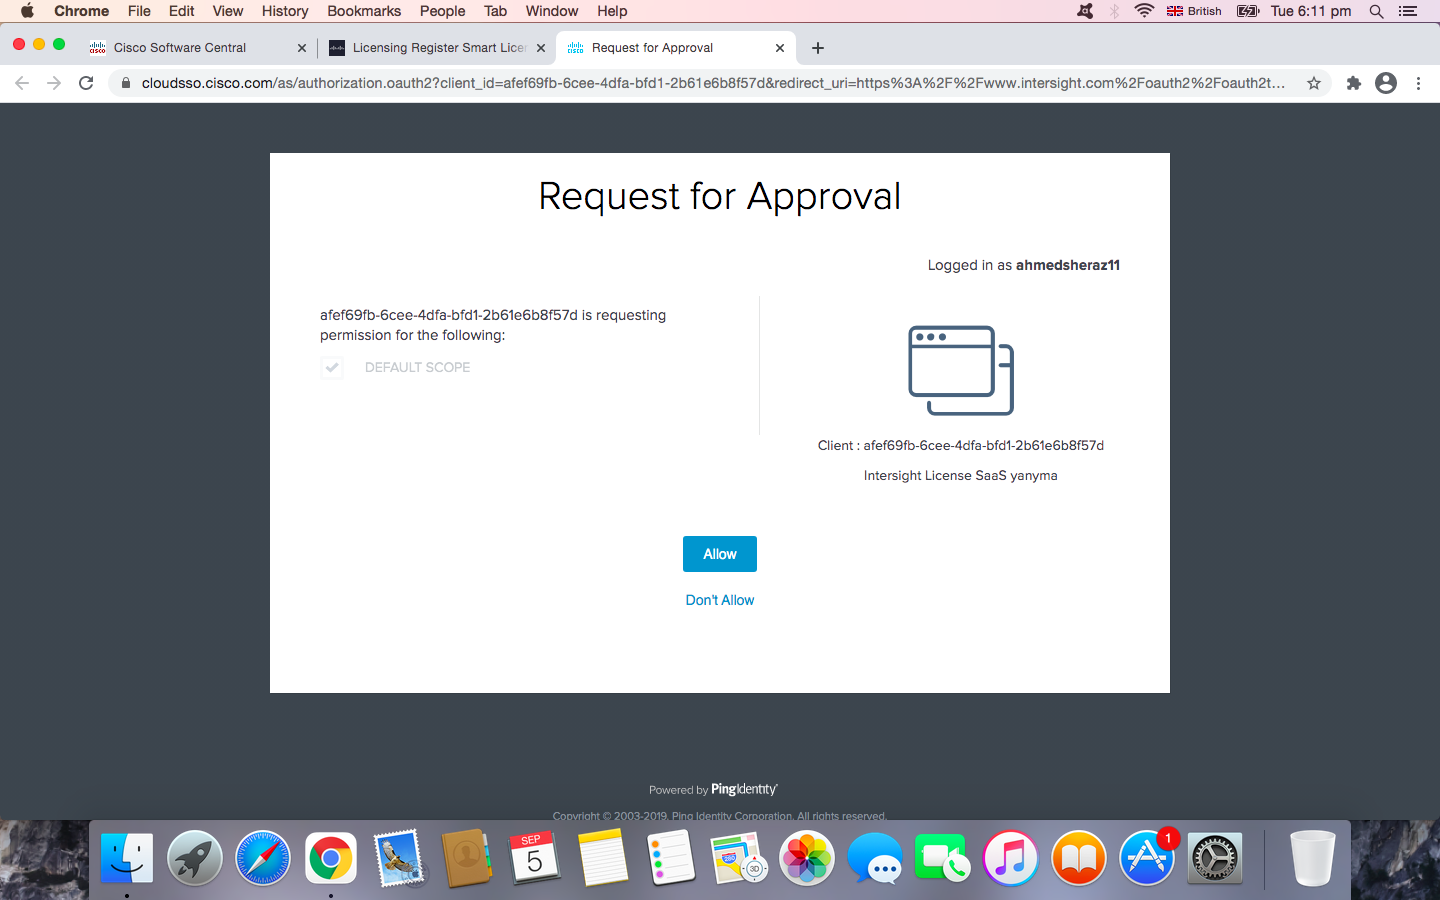 Chrome File Edit View History Bookmarks People Tab Window Help British Tue 6:11 pm
cisco Cisco Software Central Licensing Register Smart Licen cisco Request for Approval
cloudsso.cisco.com/as/authorization.oauth2?client_id=afef69fb-6cee-4dfa-bfd1-2b61e6b8f57d&redirect_uri=https%3A%2F%2Fwww.intersight.com%2Foauth2%2Foauth2t...
Request for Approval
Logged in as ahmedsheraz11
afef69fb-6cee-4dfa-bfd1-2b61e6b8f57d is requesting
permission for the following:
DEFAULT SCOPE
Client : afef69fb-6cee-4dfa-bfd1-2b61e6b8f57d
Intersight License SaaS yanyma
Allow
Don't Allow
Powered by PingIdentity
Copyright © 2003-2019. Ping Identity Corporation. All rights reserved.
SEP
5
280
3D
1